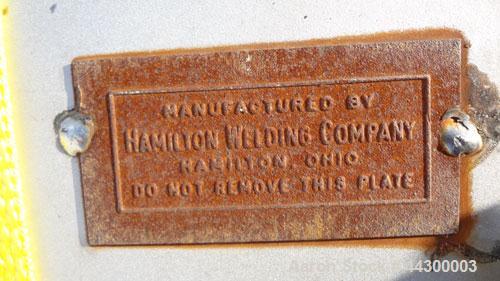 MANUFACTURED BY
HAMILTON WELDING COMPANY
HAMILTON, OHIO
DO NOT REMOVE THIS PLATE